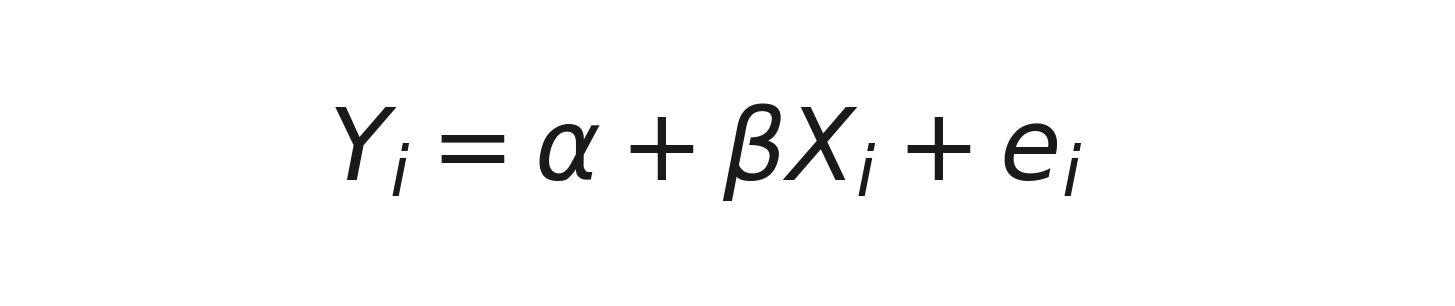 Yᵢ = α + βXᵢ + eᵢ